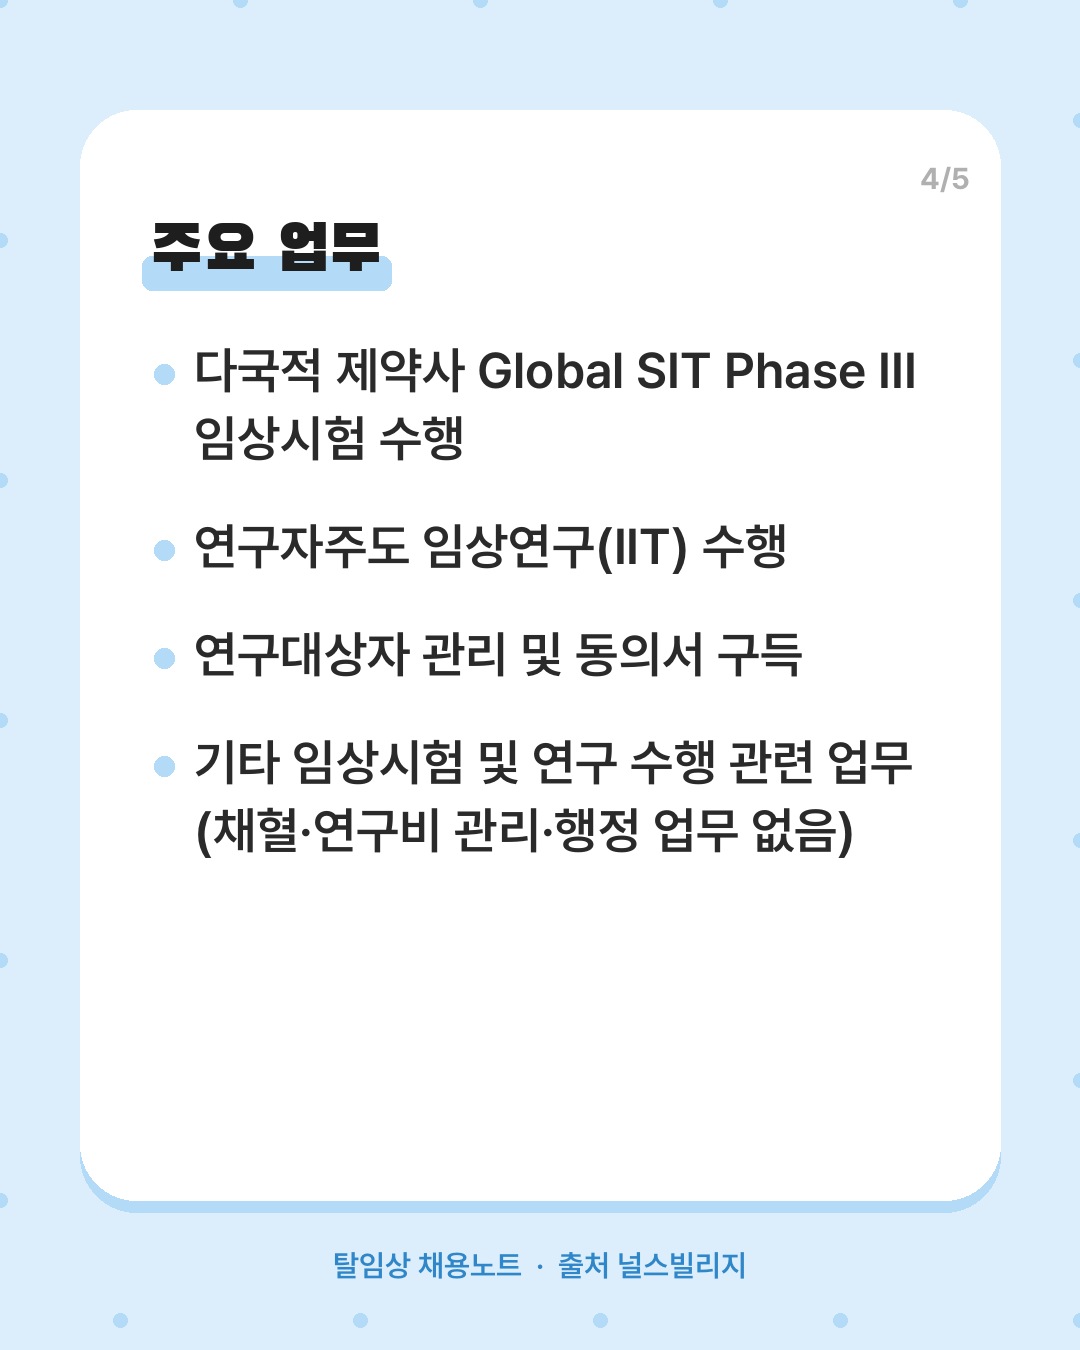 4/5
주요 업무
다국적 제약사 Global SIT Phase III
임상시험 수행
연구자주도 임상연구(IIT) 수행
연구대상자 관리 및 동의서 구득
기타 임상시험 및 연구 수행 관련 업무
(채혈·연구비 관리·행정 업무 없음)
탈임상 채용노트 · 출처 널스빌리지